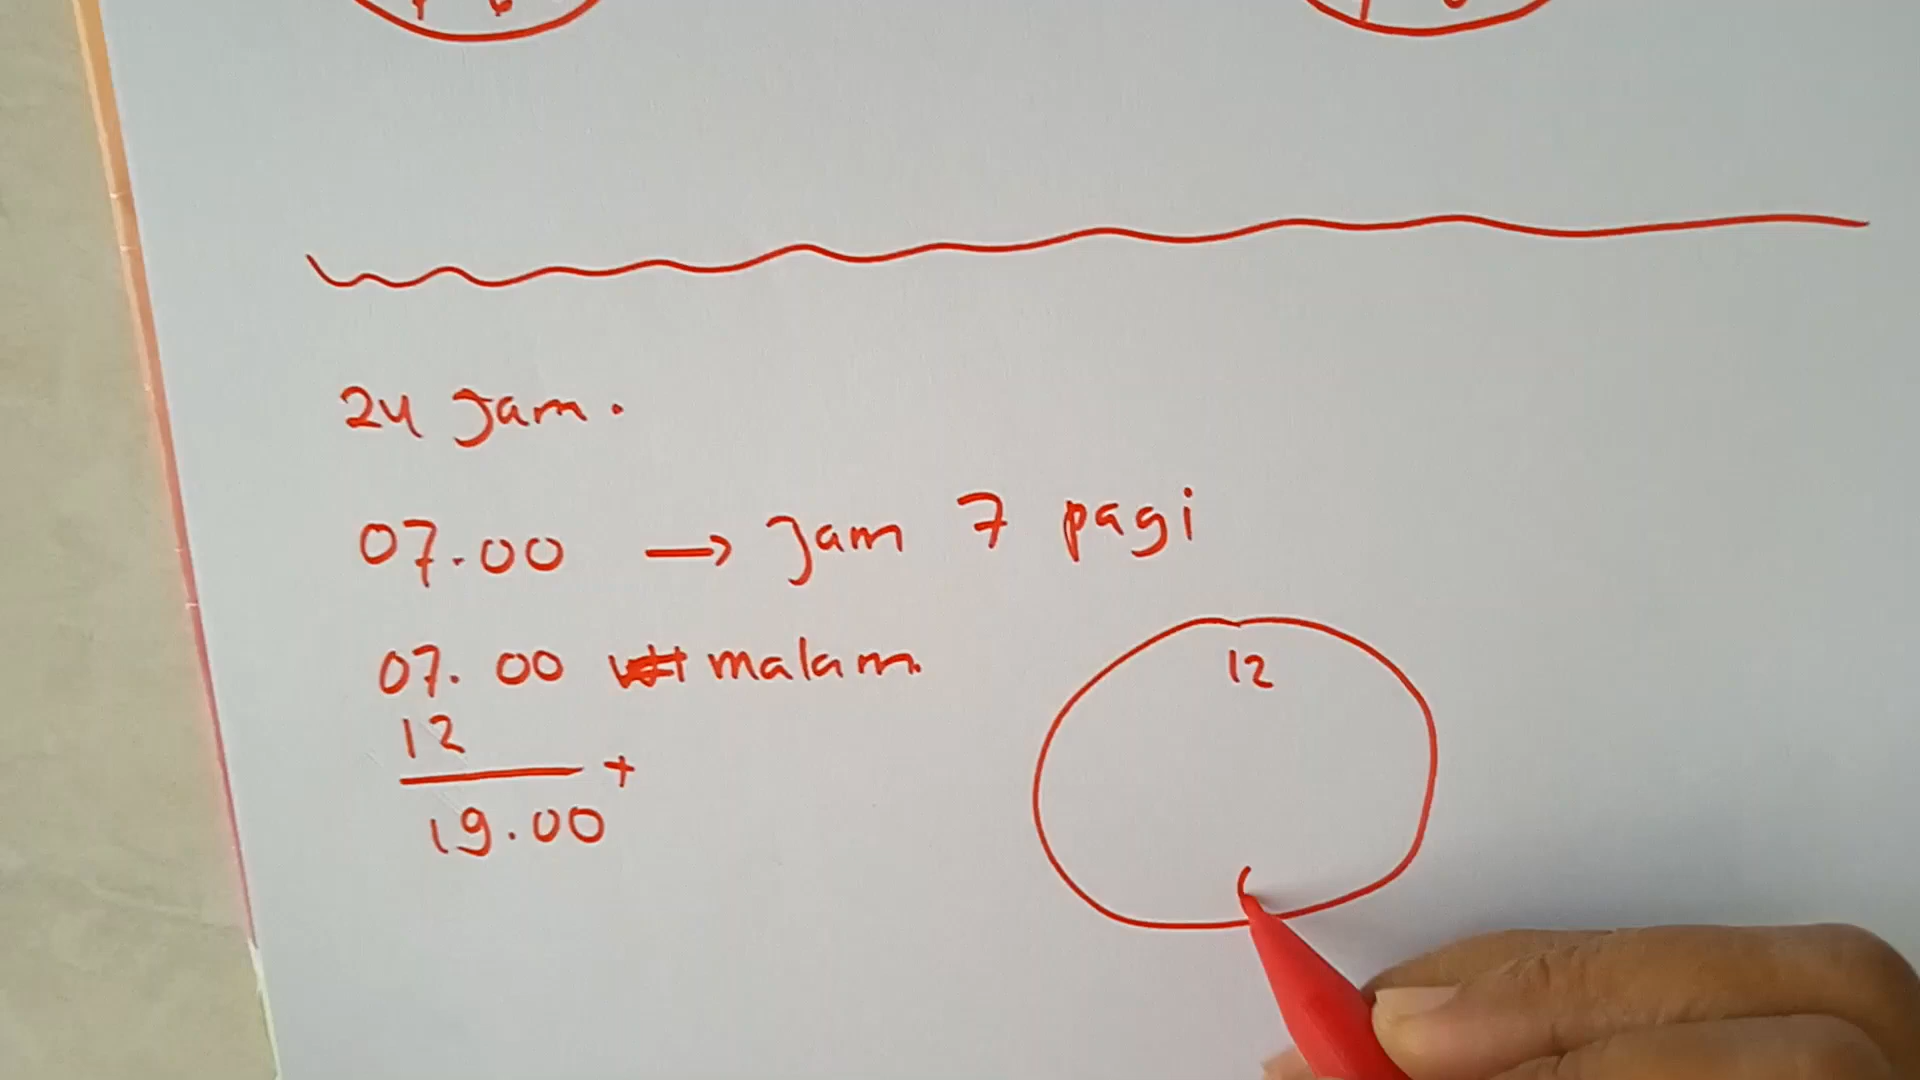 24 Jam.
07.00 → Jam 7 pagi
07.00 malam.
12
+
19.00
12